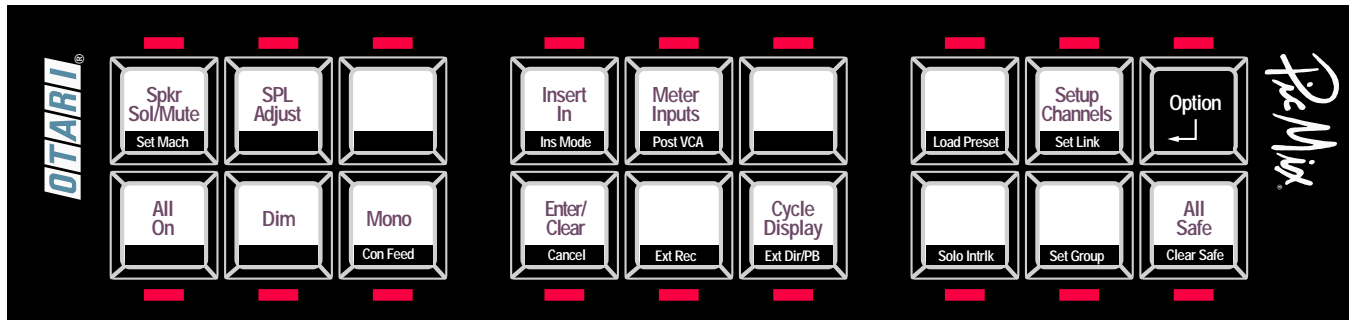 OTARI®
Spkr
Sol/Mute
Set Mach
SPL
Adjust
Insert
In
Ins Mode
Meter
Inputs
Post VCA
Load Preset
Setup
Channels
Set Link
Option
PicMix
All
On
Dim
Mono
Con Feed
Enter/
Clear
Cancel
Ext Rec
Cycle
Display
Ext Dir/PB
Solo Intrlk
Set Group
All
Safe
Clear Safe